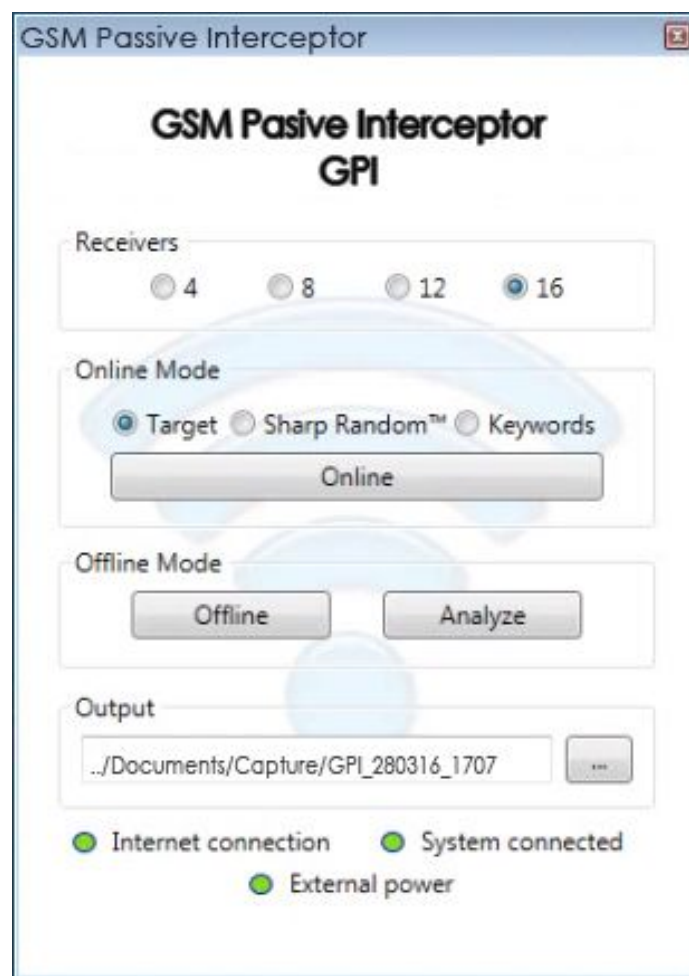 GSM Passive Interceptor
GSM Pasive Interceptor
GPI
Receivers
4 8 12 16
Online Mode
Target Sharp Random™ Keywords
Online
Offline Mode
Offline Analyze
Output
../Documents/Capture/GPI_280316_1707 ...
Internet connection System connected
External power